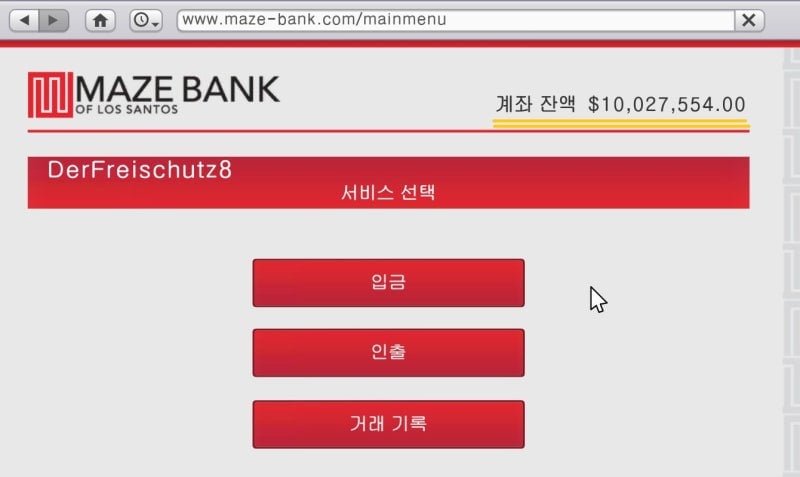 www.maze-bank.com/mainmenu
MAZE BANK
OF LOS SANTOS
계좌 잔액 $10,027,554.00
DerFreischutz8
서비스 선택
입금
인출
거래 기록